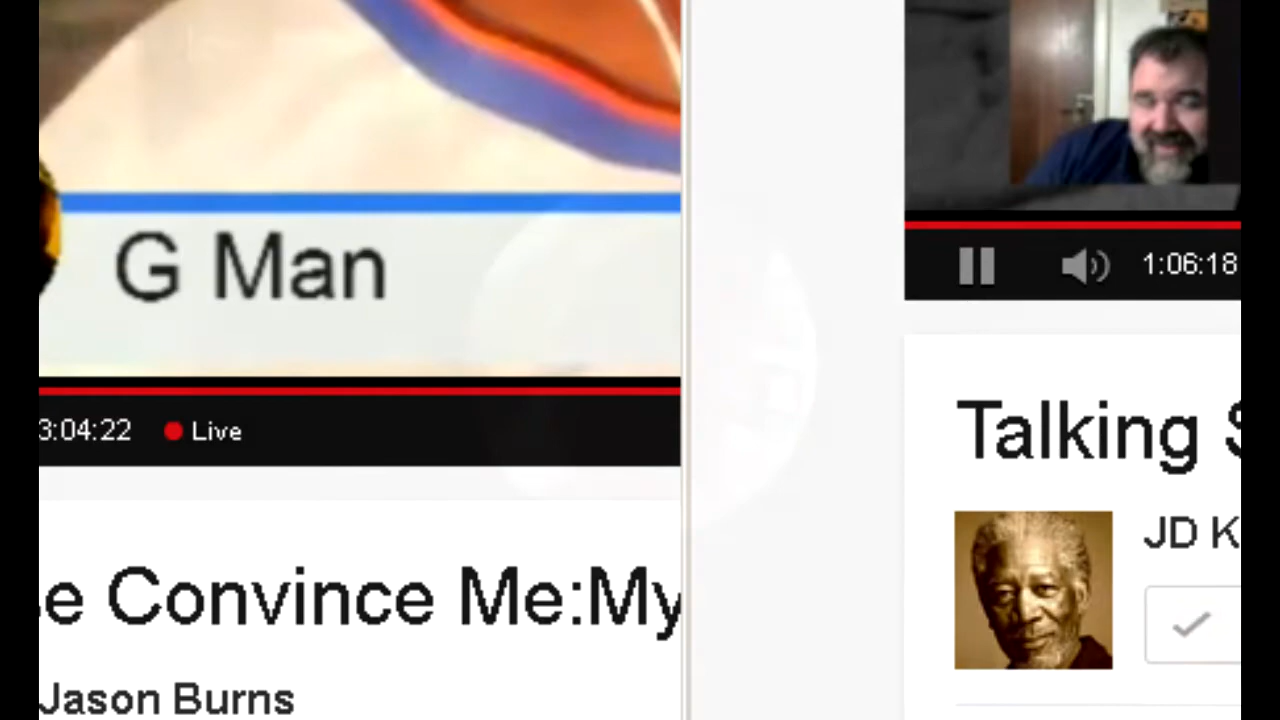 G Man
3:04:22 Live
e Convince Me:My
Jason Burns
1:06:18
Talking S
JD K